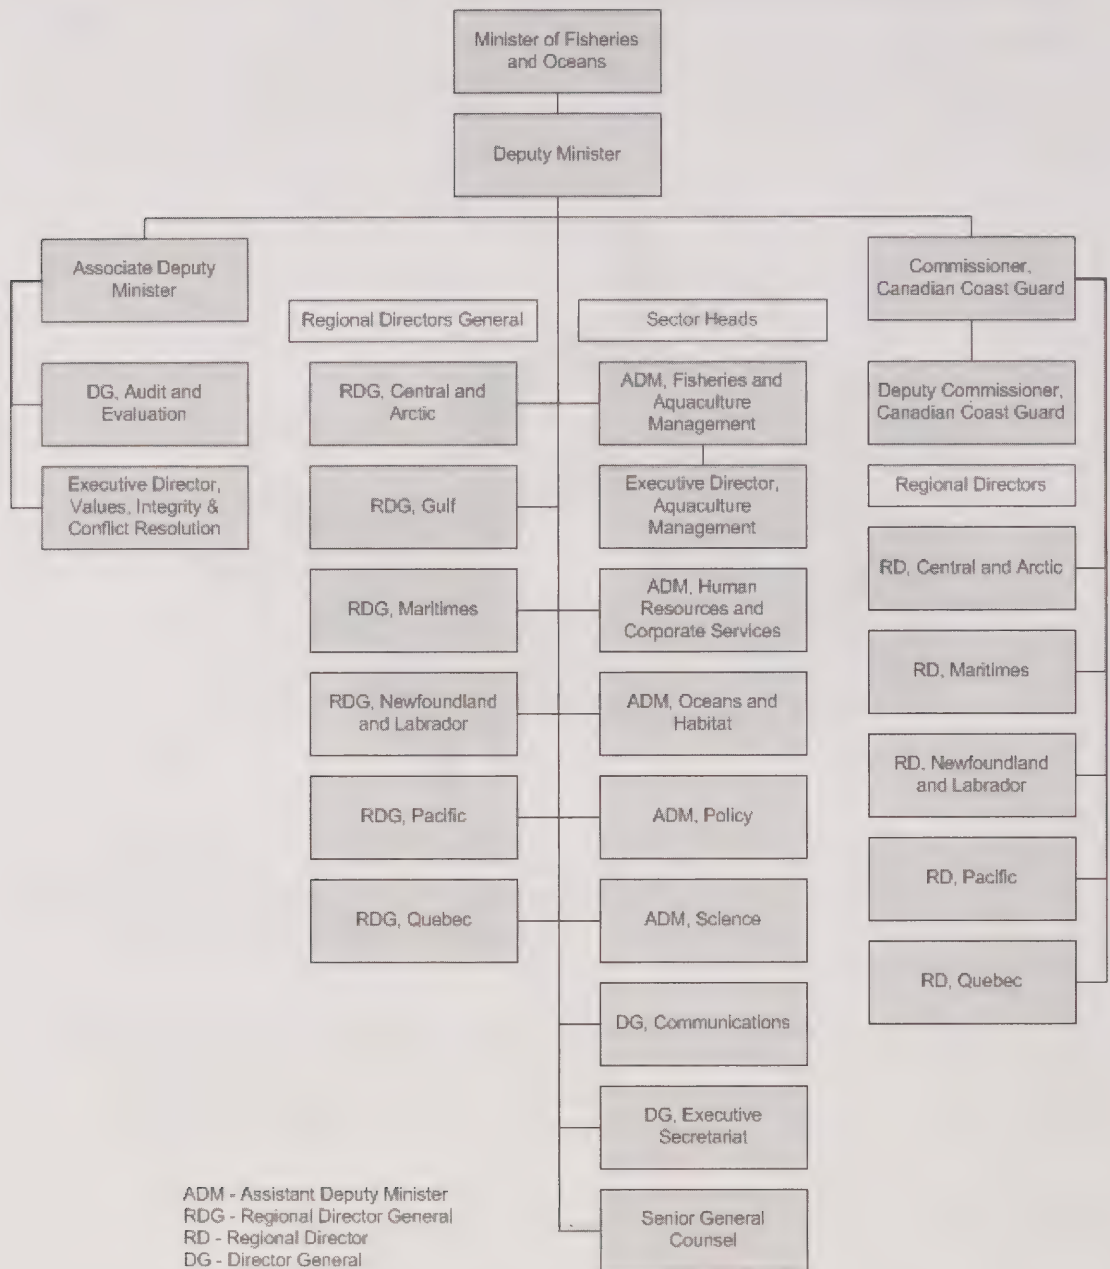 Minister of Fisheries
and Oceans
Deputy Minister
Associate Deputy
Minister
DG, Audit and
Evaluation
Executive Director,
Values, Integrity &
Conflict Resolution
Regional Directors General
RDG, Central and
Arctic
RDG, Gulf
RDG, Maritimes
RDG, Newfoundland
and Labrador
RDG, Pacific
RDG, Quebec
Sector Heads
ADM, Fisheries and
Aquaculture
Management
Executive Director,
Aquaculture
Management
ADM, Human
Resources and
Corporate Services
ADM, Oceans and
Habitat
ADM, Policy
ADM, Science
DG, Communications
DG, Executive
Secretariat
Senior General
Counsel
Commissioner,
Canadian Coast Guard
Deputy Commissioner,
Canadian Coast Guard
Regional Directors
RD, Central and Arctic
RD, Maritimes
RD, Newfoundland
and Labrador
RD, Pacific
RD, Quebec
ADM - Assistant Deputy Minister
RDG - Regional Director General
RD - Regional Director
DG - Director General